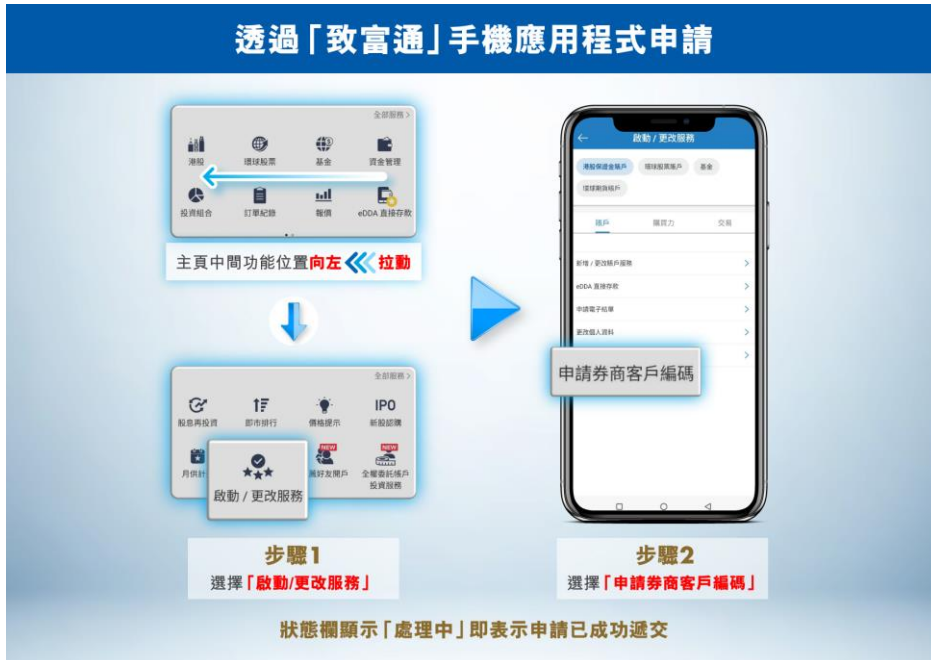 透過「致富通」手機應用程式申請
全部服務 >
港股 環球股票 基金 資金管理
投資組合 訂單紀錄 報價 eDDA 直接存款
主頁中間功能位置向左 拉動
全部服務 >
股息再投資 即市排行 價格提示 IPO 新股認購
月供計 NEW 薦好友開戶 NEW 全權委託帳戶
投資服務
啟動 / 更改服務
步驟1
選擇「啟動/更改服務」
啟動 / 更改服務
港股保證金賬戶 環球股票賬戶 基金
環球期貨賬戶
賬戶 購買力 交易
新增 / 更改賬戶服務
eDDA 直接存款
申請電子結單
更改個人資料
申請券商客戶編碼
步驟2
選擇「申請券商客戶編碼」
狀態欄顯示「處理中」即表示申請已成功遞交